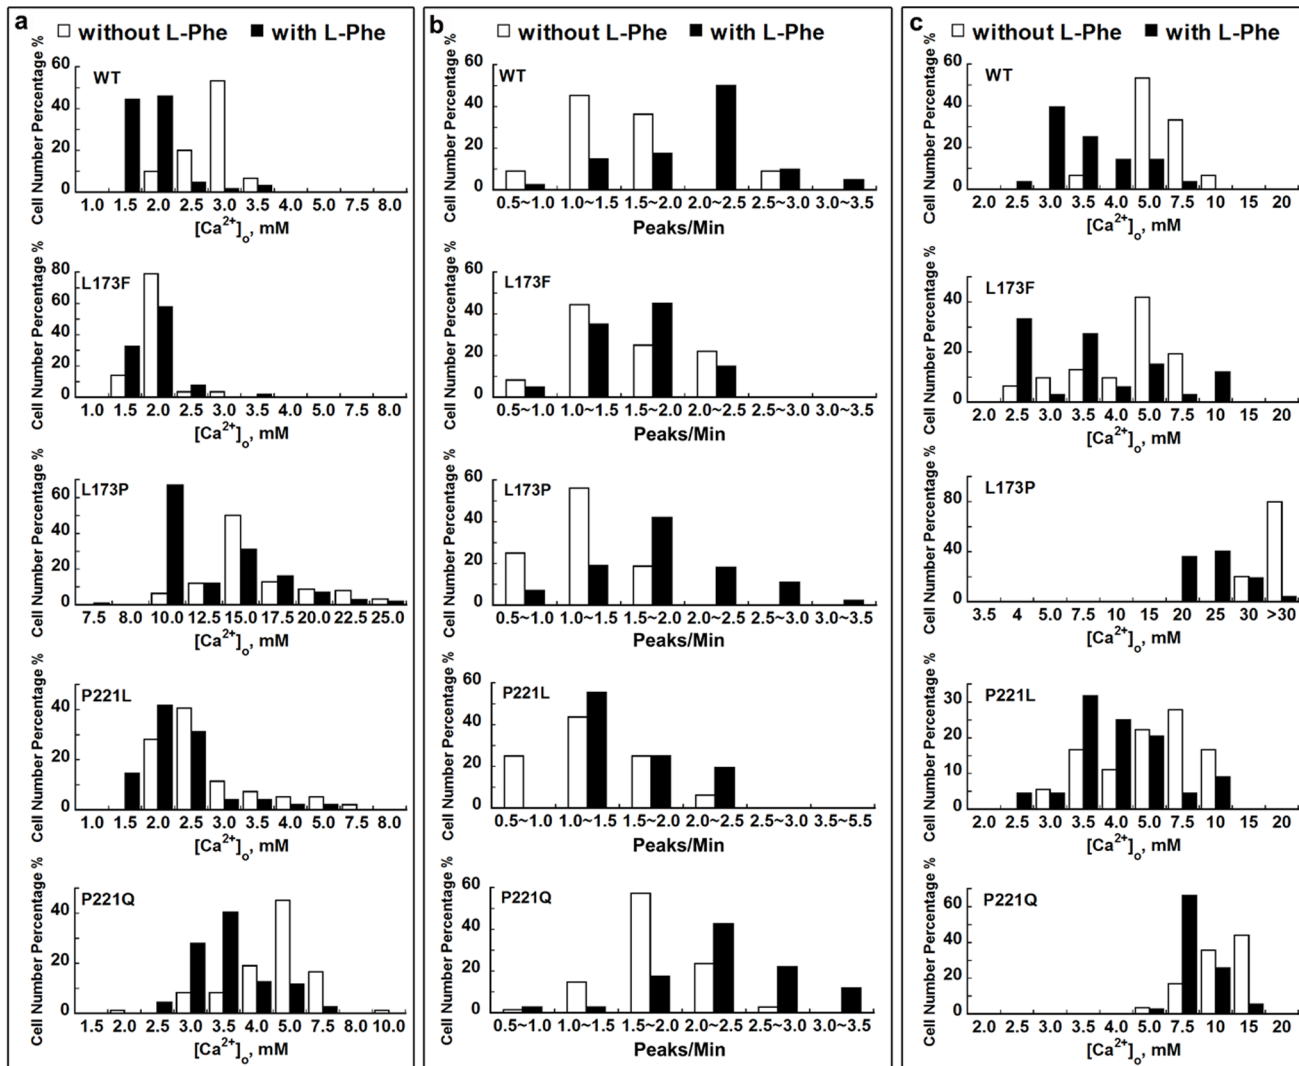 a
□ without L-Phe ■ with L-Phe
Cell Number Percentage %
WT
60
40
20
0
1.0 1.5 2.0 2.5 3.0 3.5 4.0 5.0 7.5 8.0
[Ca2+]o, mM
Cell Number Percentage %
L173F
80
60
40
20
0
1.0 1.5 2.0 2.5 3.0 3.5 4.0 5.0 7.5 8.0
[Ca2+]o, mM
Cell Number Percentage %
L173P
60
40
20
0
7.5 8.0 10.0 12.5 15.0 17.5 20.0 22.5 25.0
[Ca2+]o, mM
Cell Number Percentage %
P221L
40
20
0
1.0 1.5 2.0 2.5 3.0 3.5 4.0 5.0 7.5 8.0
[Ca2+]o, mM
Cell Number Percentage %
P221Q
40
20
0
1.5 2.0 2.5 3.0 3.5 4.0 5.0 7.5 8.0 10.0
[Ca2+]o, mM
b
□ without L-Phe ■ with L-Phe
Cell Number Percentage %
WT
60
40
20
0
0.5~1.0 1.0~1.5 1.5~2.0 2.0~2.5 2.5~3.0 3.0~3.5
Peaks/Min
Cell Number Percentage %
L173F
60
40
20
0
0.5~1.0 1.0~1.5 1.5~2.0 2.0~2.5 2.5~3.0 3.0~3.5
Peaks/Min
Cell Number Percentage %
L173P
60
40
20
0
0.5~1.0 1.0~1.5 1.5~2.0 2.0~2.5 2.5~3.0 3.0~3.5
Peaks/Min
Cell Number Percentage %
P221L
60
40
20
0
0.5~1.0 1.0~1.5 1.5~2.0 2.0~2.5 2.5~3.0 3.5~5.5
Peaks/Min
Cell Number Percentage %
P221Q
60
40
20
0
0.5~1.0 1.0~1.5 1.5~2.0 2.0~2.5 2.5~3.0 3.0~3.5
Peaks/Min
c
□ without L-Phe ■ with L-Phe
Cell Number Percentage %
WT
60
40
20
0
2.0 2.5 3.0 3.5 4.0 5.0 7.5 10 15 20
[Ca2+]o, mM
Cell Number Percentage %
L173F
40
20
10
0
2.0 2.5 3.0 3.5 4.0 5.0 7.5 10 15 20
[Ca2+]o, mM
Cell Number Percentage %
L173P
80
40
0
3.5 4 5.0 7.5 10 15 20 25 30 >30
[Ca2+]o, mM
Cell Number Percentage %
P221L
30
20
10
0
2.0 2.5 3.0 3.5 4.0 5.0 7.5 10 15 20
[Ca2+]o, mM
Cell Number Percentage %
P221Q
60
40
20
0
2.0 2.5 3.0 3.5 4.0 5.0 7.5 10 15 20
[Ca2+]o, mM